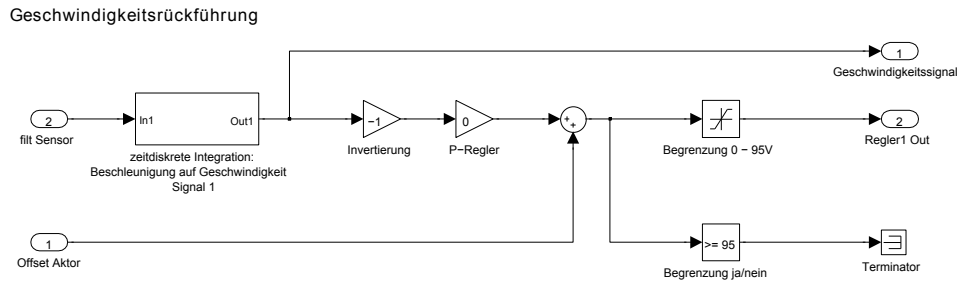 Geschwindigkeitsrückführung
1
Geschwindigkeitssignal
2
filt Sensor
In1
Out1
zeitdiskrete Integration:
Beschleunigung auf Geschwindigkeit
Signal 1
−1
Invertierung
0
P−Regler
+
+
Begrenzung 0 − 95V
2
Regler1 Out
1
Offset Aktor
>= 95
Begrenzung ja/nein
Terminator